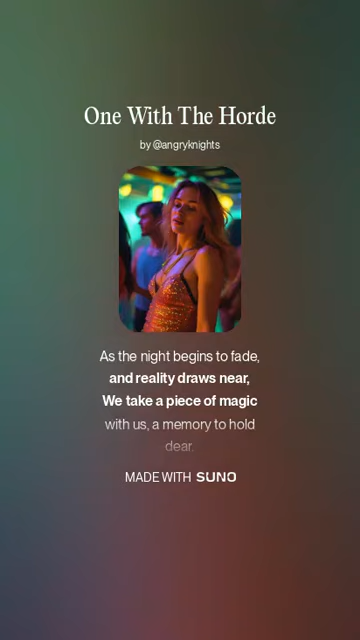 One With The Horde
by @angryknights
As the night begins to fade,
and reality draws near,
We take a piece of magic
with us, a memory to hold
dear.
MADE WITH SUNO